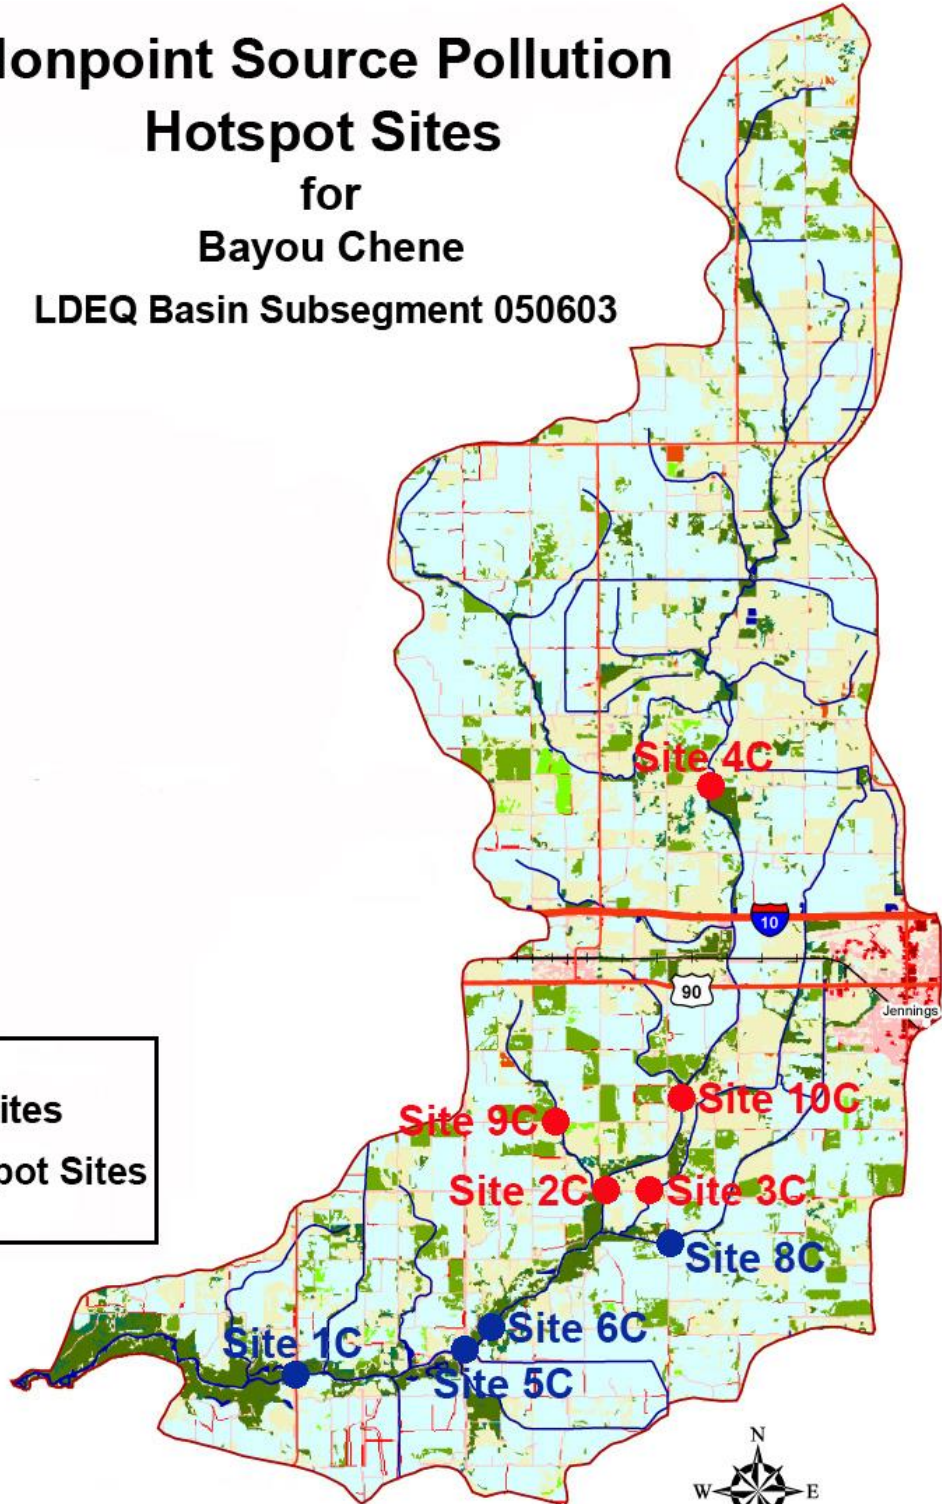 onpoint Source Pollution
Hotspot Sites
for
Bayou Chene
LDEQ Basin Subsegment 050603
Site 4C
10
90
Jennings
Site 10C
Site 9C
Site 2C
Site 3C
Site 8C
Site 6C
Site 1C
Site 5C
ites
pot Sites
N
W
E